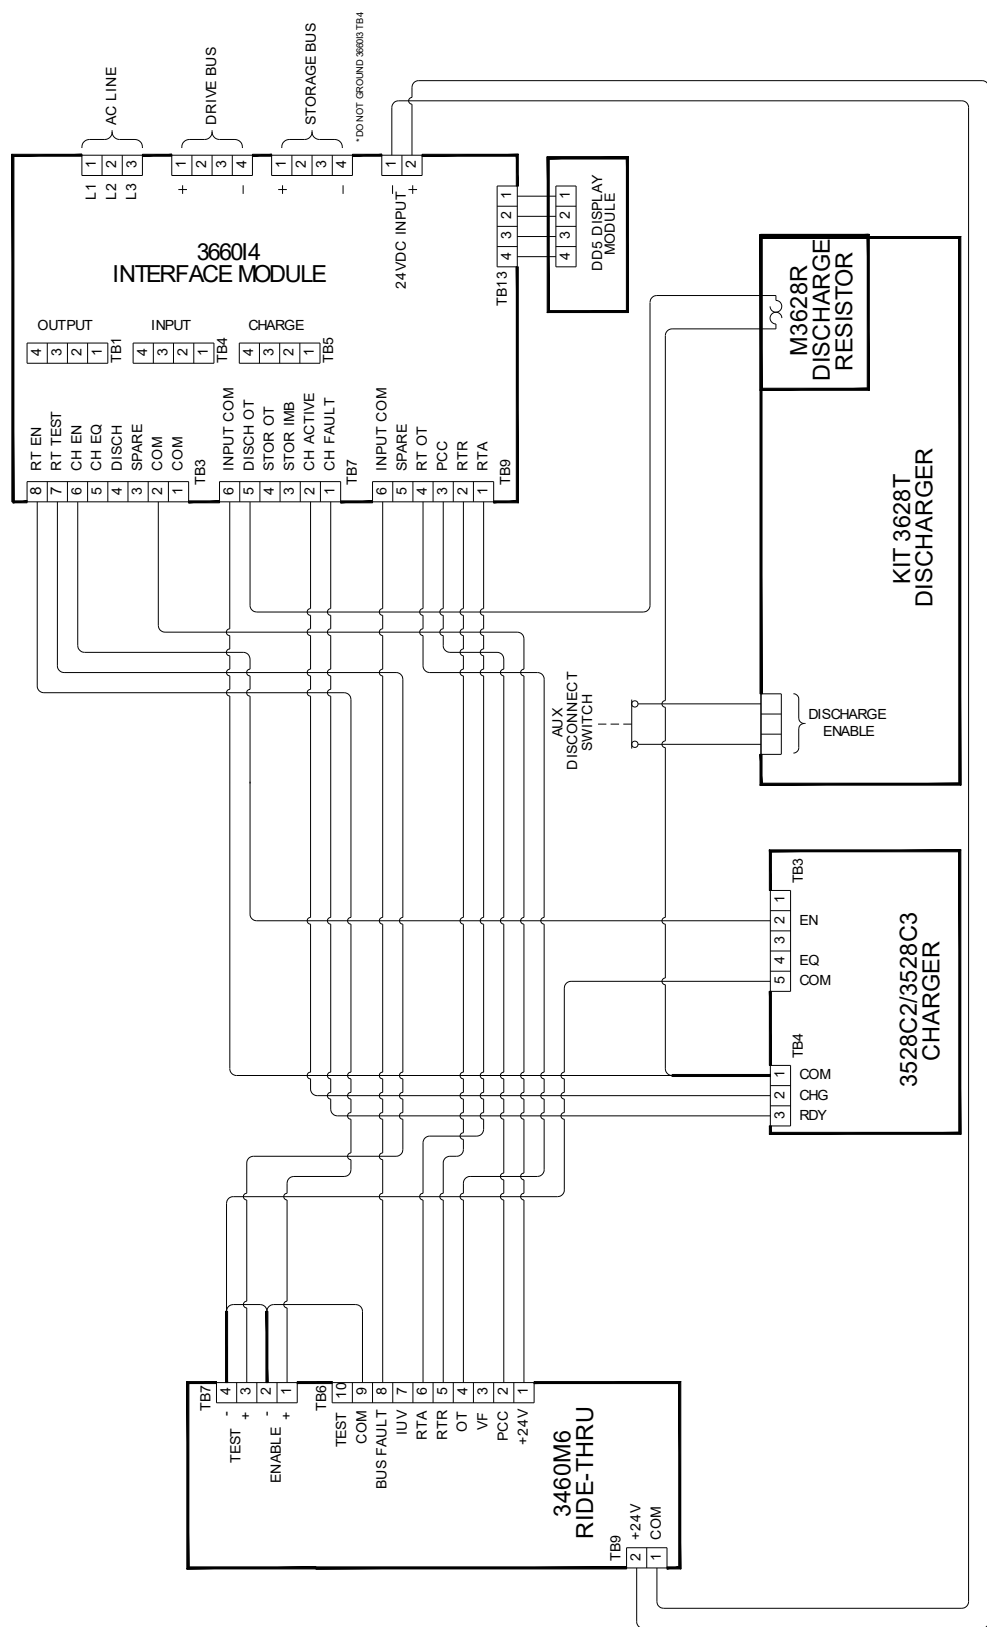 AC LINE
DRIVE BUS
STORAGE BUS
*DO NOT GROUND 3660I3 TB4
1
2
3
1
2
3
4
1
2
3
4
1
2
L1
L2
L3
+
-
+
-
-
+
24VDC INPUT
3660I4
INTERFACE MODULE
OUTPUT
4
3
2
1
TB1
INPUT
4
3
2
1
TB4
CHARGE
4
3
2
1
TB5
TB13
4
3
2
1
4
3
2
1
DD5 DISPLAY
MODULE
8 RT EN
7 RT TEST
6 CH EN
5 CH EQ
4 DISCH
3 SPARE
2 COM
1 COM
TB3
6 INPUT COM
5 DISCH OT
4 STOR OT
3 STOR IMB
2 CH ACTIVE
1 CH FAULT
TB7
6 INPUT COM
5 SPARE
4 RT OT
3 PCC
2 RTR
1 RTA
TB9
M3628R
DISCHARGE
RESISTOR
KIT 3628T
DISCHARGER
DISCHARGE
ENABLE
AUX
DISCONNECT
SWITCH
TB3
1
2 EN
3
4 EQ
5 COM
TB4
1 COM
2 CHG
3 RDY
3528C2/3528C3
CHARGER
TB7
4 -
TEST
3 +
2 -
ENABLE
1 +
TB6
10 TEST
9 COM
8 BUS FAULT
7 IUV
6 RTA
5 RTR
4 OT
3 VF
2 PCC
1 +24V
3460M6
RIDE-THRU
TB9
2 +24V
1 COM